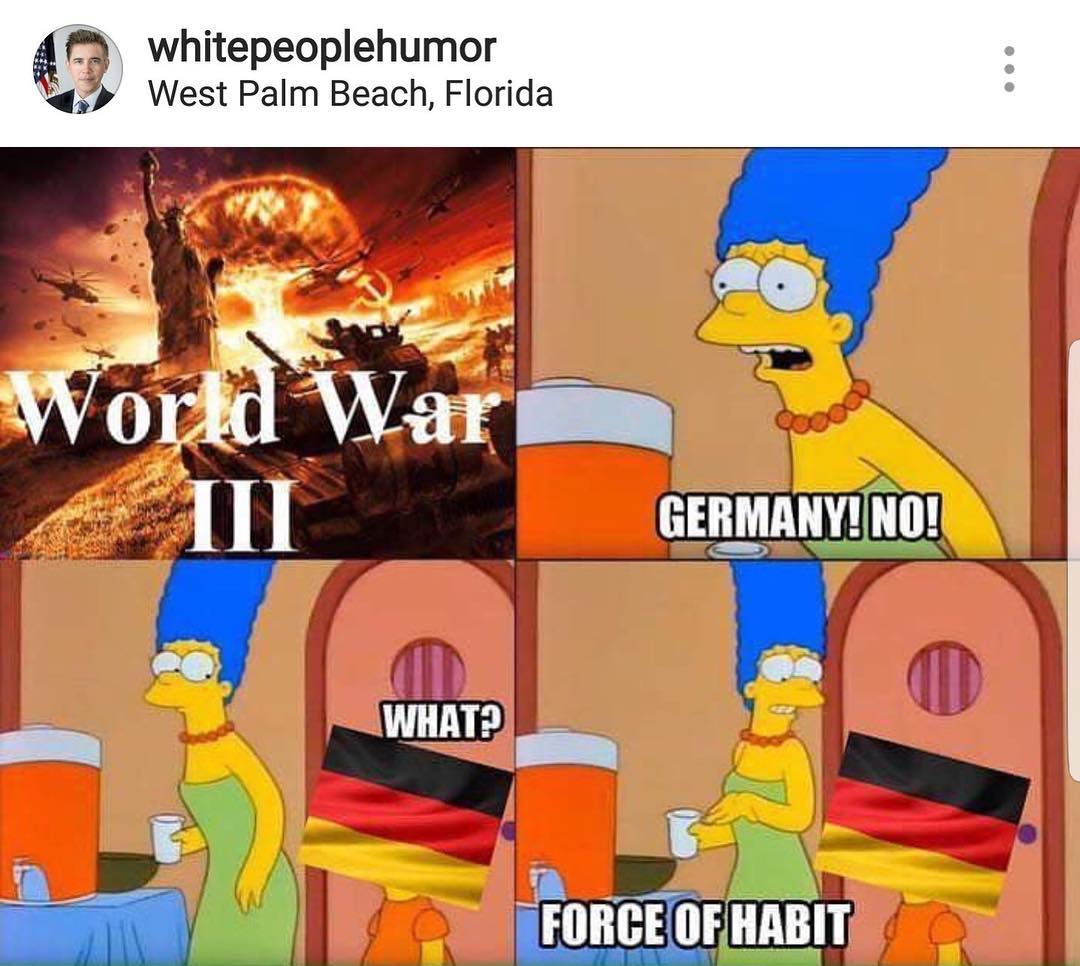 whitepeoplehumor
West Palm Beach, Florida
World War
III
GERMANY! NO!
WHAT?
FORCE OF HABIT